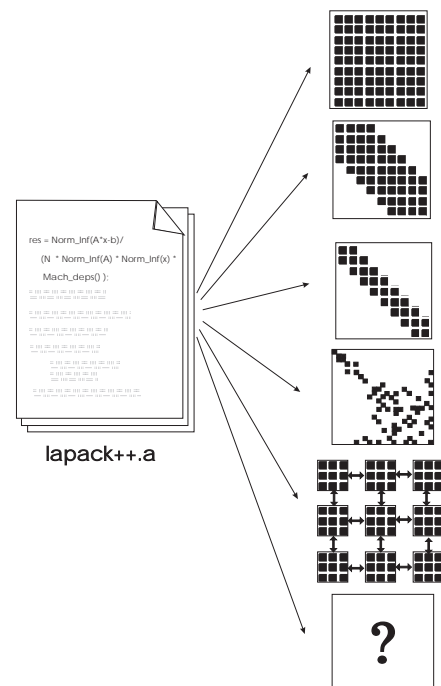 res = Norm_Inf(A*x-b)/
(N * Norm_Inf(A) * Norm_Inf(x) *
Mach_deps() );
lapack++.a
?